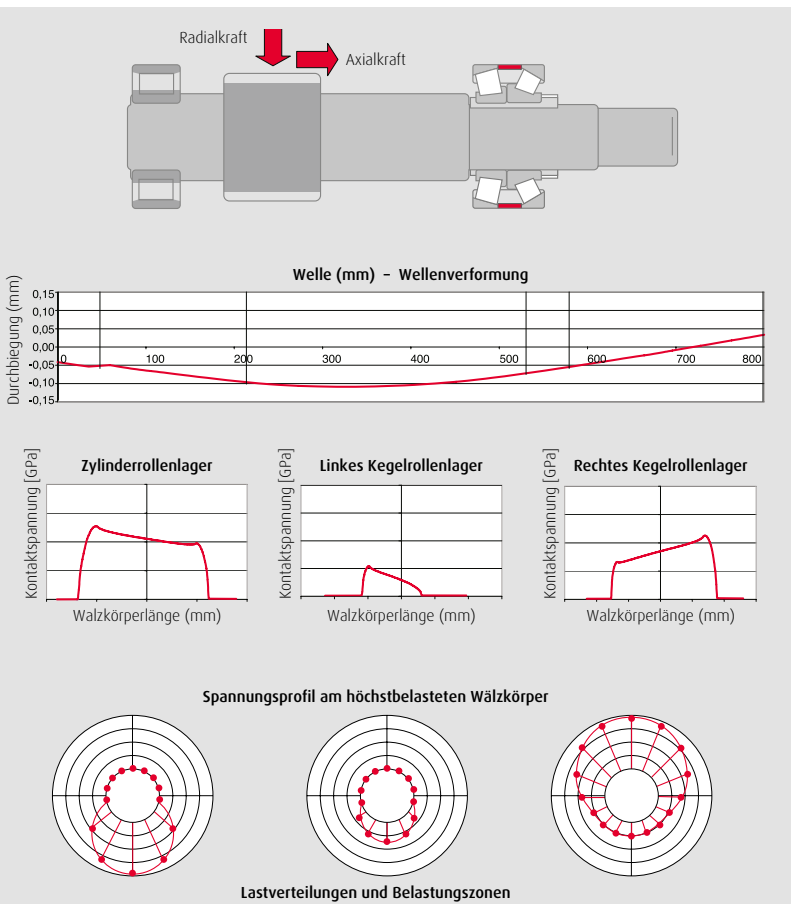 Radialkraft
Axialkraft
Welle (mm) – Wellenverformung
Durchbiegung (mm)
0,15
0,10
0,05
0,00
-0,05
-0,10
-0,15
0 100 200 300 400 500 600 700 800
Zylinderrollenlager
Kontaktspannung [GPa]
Walzkörperlänge (mm)
Linkes Kegelrollenlager
Kontaktspannung [GPa]
Walzkörperlänge (mm)
Rechtes Kegelrollenlager
Kontaktspannung [GPa]
Walzkörperlänge (mm)
Spannungsprofil am höchstbelasteten Wälzkörper
Lastverteilungen und Belastungszonen